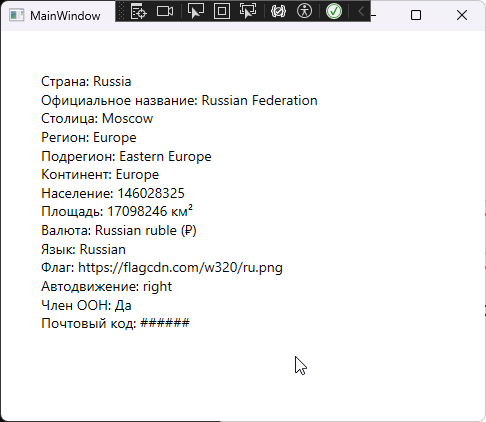 MainWindow
Страна: Russia
Официальное название: Russian Federation
Столица: Moscow
Регион: Europe
Подрегион: Eastern Europe
Континент: Europe
Население: 146028325
Площадь: 17098246 км²
Валюта: Russian ruble (₽)
Язык: Russian
Флаг: https://flagcdn.com/w320/ru.png
Автодвижение: right
Член ООН: Да
Почтовый код: ######